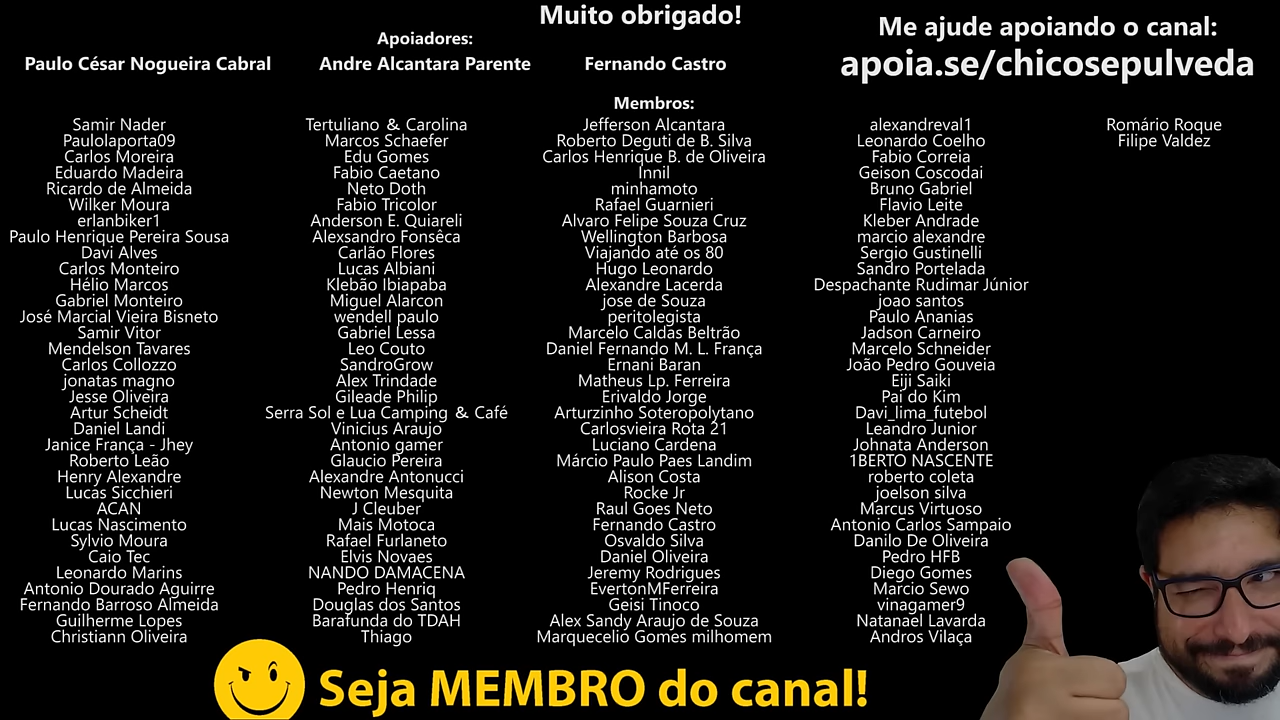 Muito obrigado!
Me ajude apoiando o canal:
apoia.se/chicosepulveda
Apoiadores:
Paulo César Nogueira Cabral
Andre Alcantara Parente
Fernando Castro
Membros:
Samir Nader
Paulolaporta09
Carlos Moreira
Eduardo Madeira
Ricardo de Almeida
Wilker Moura
erlanbiker1
Paulo Henrique Pereira Sousa
Davi Alves
Carlos Monteiro
Hélio Marcos
Gabriel Monteiro
José Marcial Vieira Bisneto
Samir Vitor
Mendelson Tavares
Carlos Collozzo
jonatas magno
Jesse Oliveira
Artur Scheidt
Daniel Landi
Janice França - Jhey
Roberto Leão
Henry Alexandre
Lucas Sicchieri
ACAN
Lucas Nascimento
Sylvio Moura
Caio Tec
Leonardo Marins
Antonio Dourado Aguirre
Fernando Barroso Almeida
Guilherme Lopes
Christiann Oliveira
Tertuliano & Carolina
Marcos Schaefer
Edu Gomes
Fabio Caetano
Neto Doth
Fabio Tricolor
Anderson E. Quiareli
Alexsandro Fonsêca
Carlão Flores
Lucas Albiani
Klebão Ibiapaba
Miguel Alarcon
wendell paulo
Gabriel Lessa
Leo Couto
SandroGrow
Alex Trindade
Gileade Philip
Serra Sol e Lua Camping & Café
Vinicius Araujo
Antonio gamer
Glaucio Pereira
Alexandre Antonucci
Newton Mesquita
J Cleuber
Mais Motoca
Rafael Furlaneto
Elvis Novaes
NANDO DAMACENA
Pedro Henriq
Douglas dos Santos
Barafunda do TDAH
Thiago
Jefferson Alcantara
Roberto Deguti de B. Silva
Carlos Henrique B. de Oliveira
Innil
minhamoto
Rafael Guarnieri
Alvaro Felipe Souza Cruz
Wellington Barbosa
Viajando até os 80
Hugo Leonardo
Alexandre Lacerda
jose de Souza
peritolegista
Marcelo Caldas Beltrão
Daniel Fernando M. L. França
Ernani Baran
Matheus Lp. Ferreira
Erivaldo Jorge
Arturzinho Soteropolytano
Carlosvieira Rota 21
Luciano Cardena
Márcio Paulo Paes Landim
Alison Costa
Rocke Jr
Raul Goes Neto
Fernando Castro
Osvaldo Silva
Daniel Oliveira
Jeremy Rodrigues
EvertonMFerreira
Geisi Tinoco
Alex Sandy Araujo de Souza
Marquecelio Gomes milhomem
alexandreval1
Leonardo Coelho
Fabio Correia
Geison Coscodai
Bruno Gabriel
Flavio Leite
Kleber Andrade
marcio alexandre
Sergio Gustinelli
Sandro Portelada
Despachante Rudimar Júnior
joao santos
Paulo Ananias
Jadson Carneiro
Marcelo Schneider
João Pedro Gouveia
Eiji Saiki
Pai do Kim
Davi_lima_futebol
Leandro Junior
Johnata Anderson
1BERTO NASCENTE
roberto coleta
joelson silva
Marcus Virtuoso
Antonio Carlos Sampaio
Danilo De Oliveira
Pedro HFB
Diego Gomes
Marcio Sewo
vinagamer9
Natanael Lavarda
Andros Vilaça
Romário Roque
Filipe Valdez
Seja MEMBRO do canal!